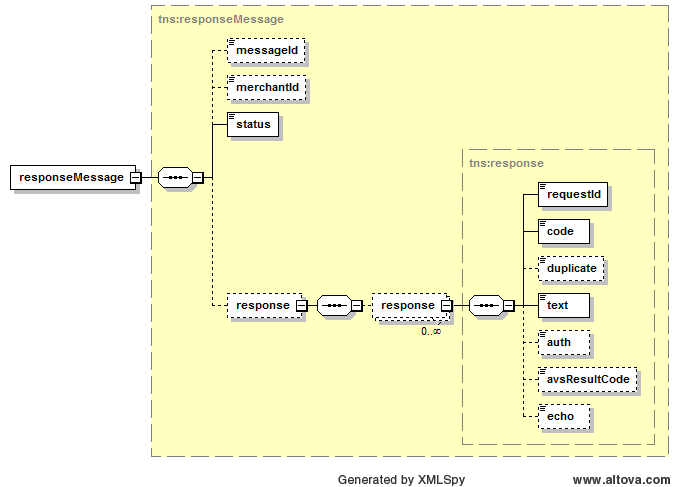 tns:responseMessage
messageId
merchantId
status
responseMessage
tns:response
requestId
code
duplicate
response
response
text
0..∞
auth
avsResultCode
echo
Generated by XMLSpy
www.altova.com